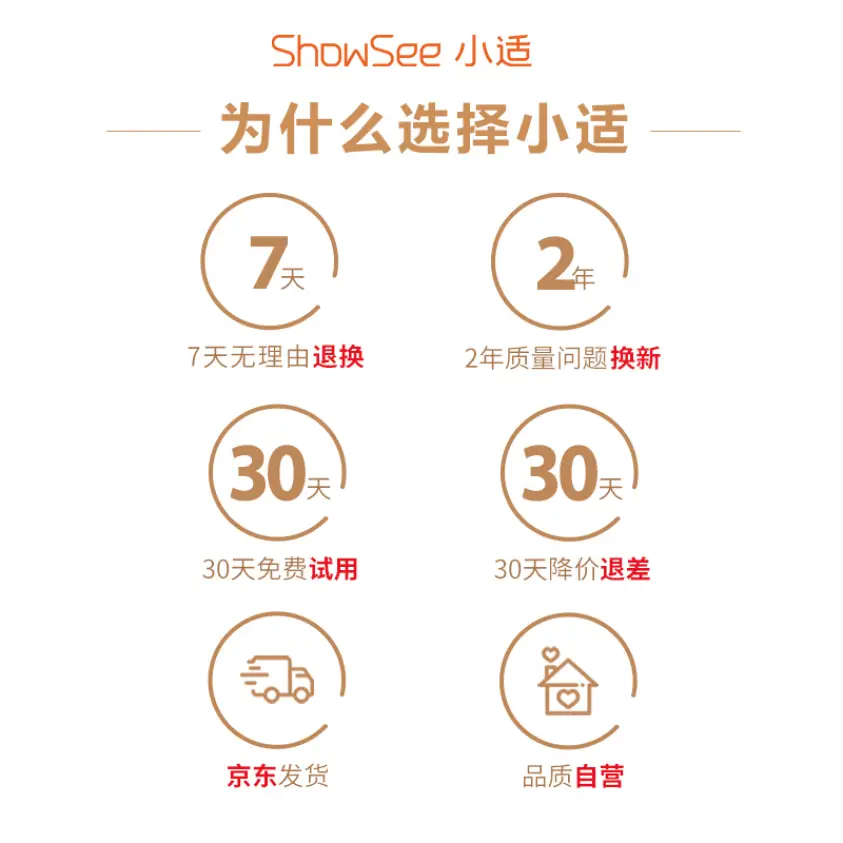 ShowSee 小适
为什么选择小适
7天
2年
7天无理由退换
2年质量问题换新
30天
30天
30天免费试用
30天降价退差
京东发货
品质自营